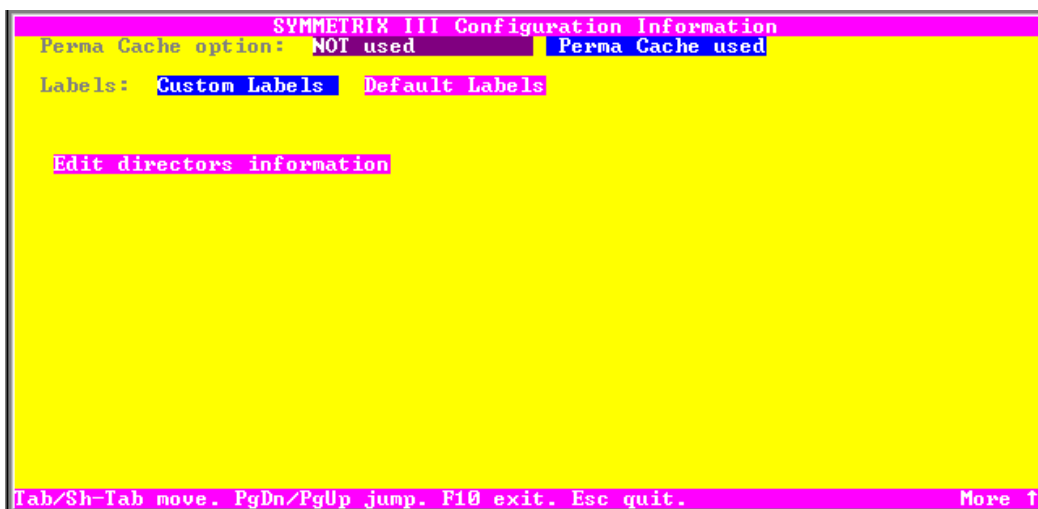 SYMMETRIX III Configuration Information
Perma Cache option: NOT used Perma Cache used
Labels: Custom Labels Default Labels
Edit directors information
Tab/Sh-Tab move. PgDn/PgUp jump. F10 exit. Esc quit. More ↑